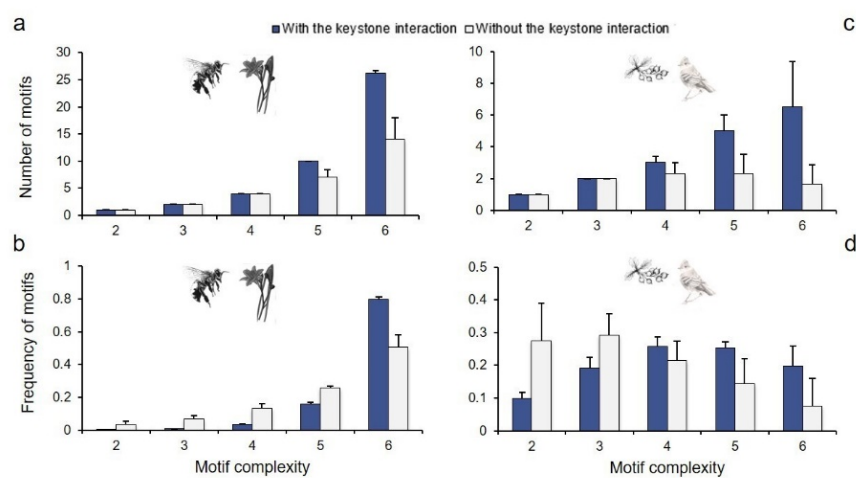 a
With the keystone interaction
Without the keystone interaction
c
Number of motifs
30
25
20
15
10
5
0
2 3 4 5 6
10
8
6
4
2
0
2 3 4 5 6
b
d
Frequency of motifs
1
0.8
0.6
0.4
0.2
0
2 3 4 5 6
Motif complexity
0.5
0.4
0.3
0.2
0.1
0
2 3 4 5 6
Motif complexity